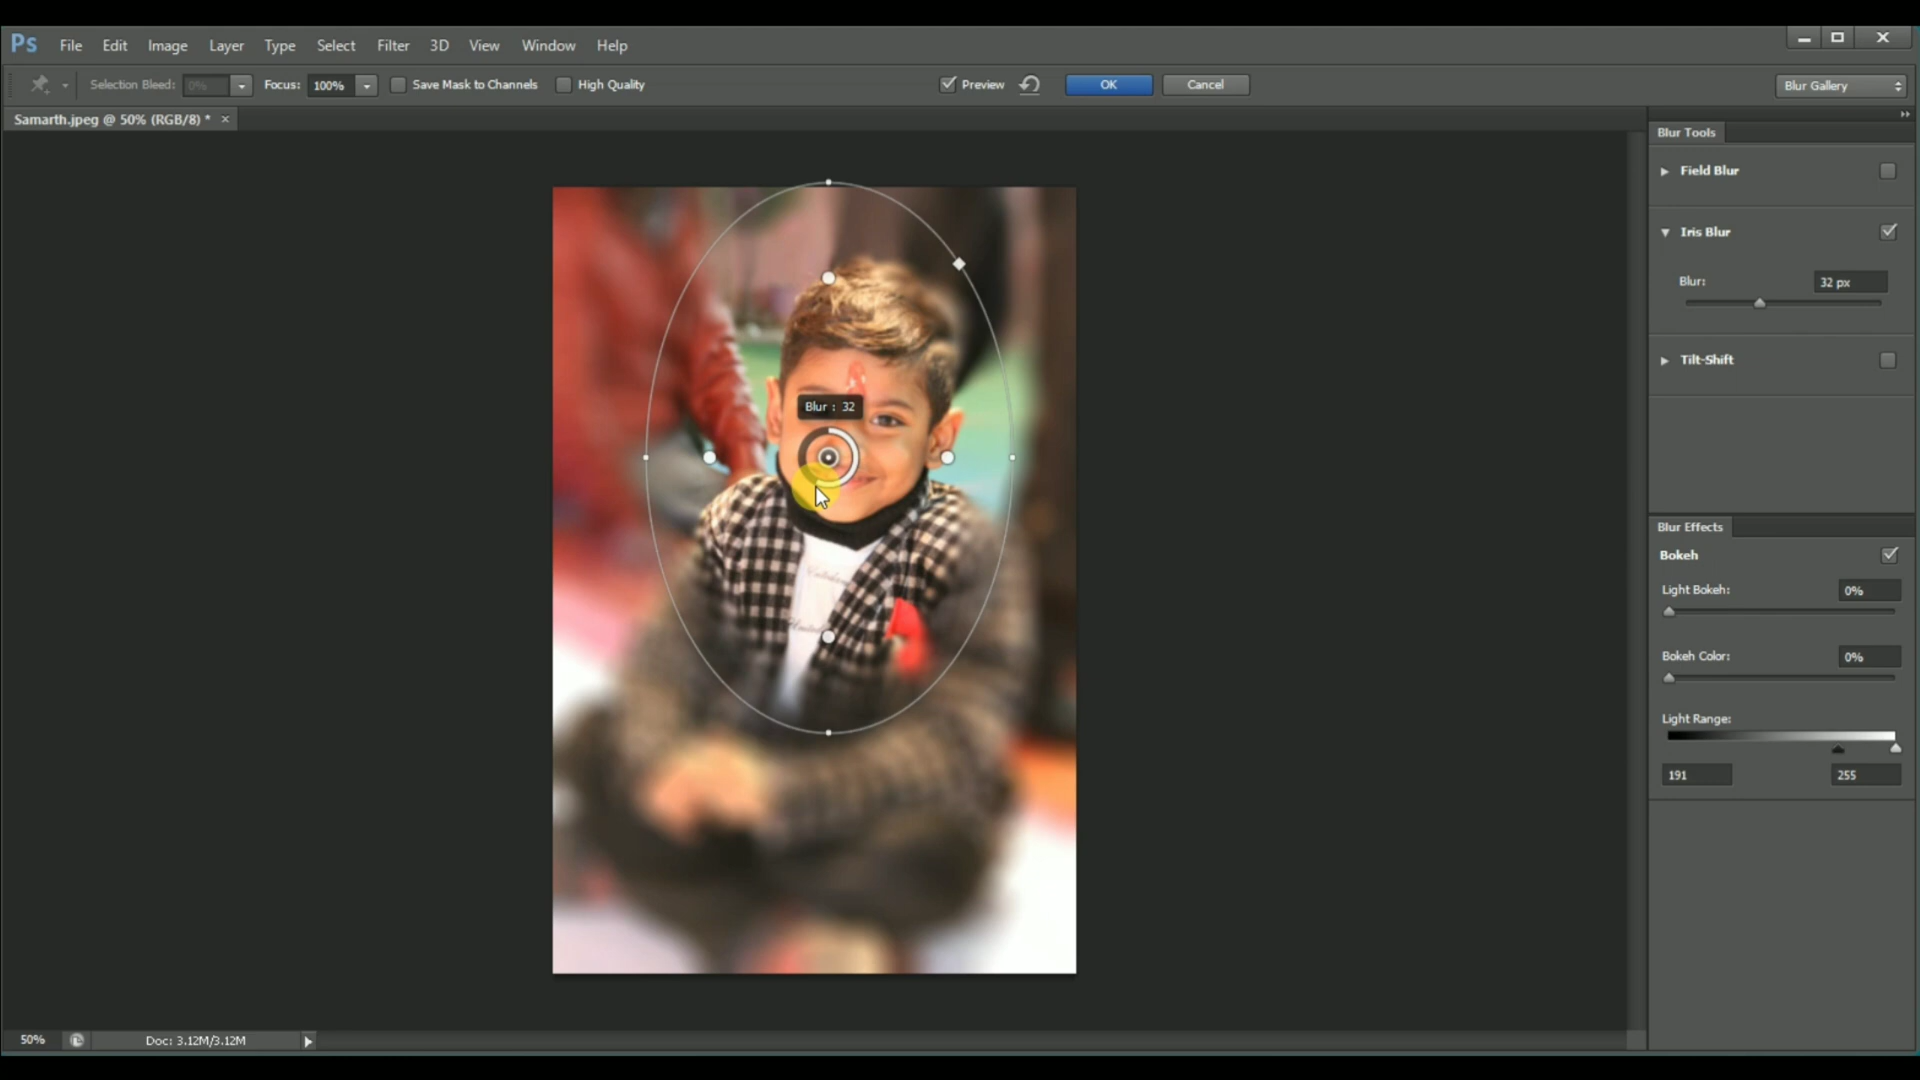 Ps File Edit Image Layer Type Select Filter 3D View Window Help
Selection Bleed: 0% Focus: 100% Save Mask to Channels High Quality Preview OK Cancel Blur Gallery
Samarth.jpeg @ 50% (RGB/8) * ×
Blur Tools
Field Blur
Iris Blur
Blur: 32 px
Tilt-Shift
Blur : 32
Blur Effects
Bokeh
Light Bokeh: 0%
Bokeh Color: 0%
Light Range:
191 255
50% Doc: 3.12M/3.12M